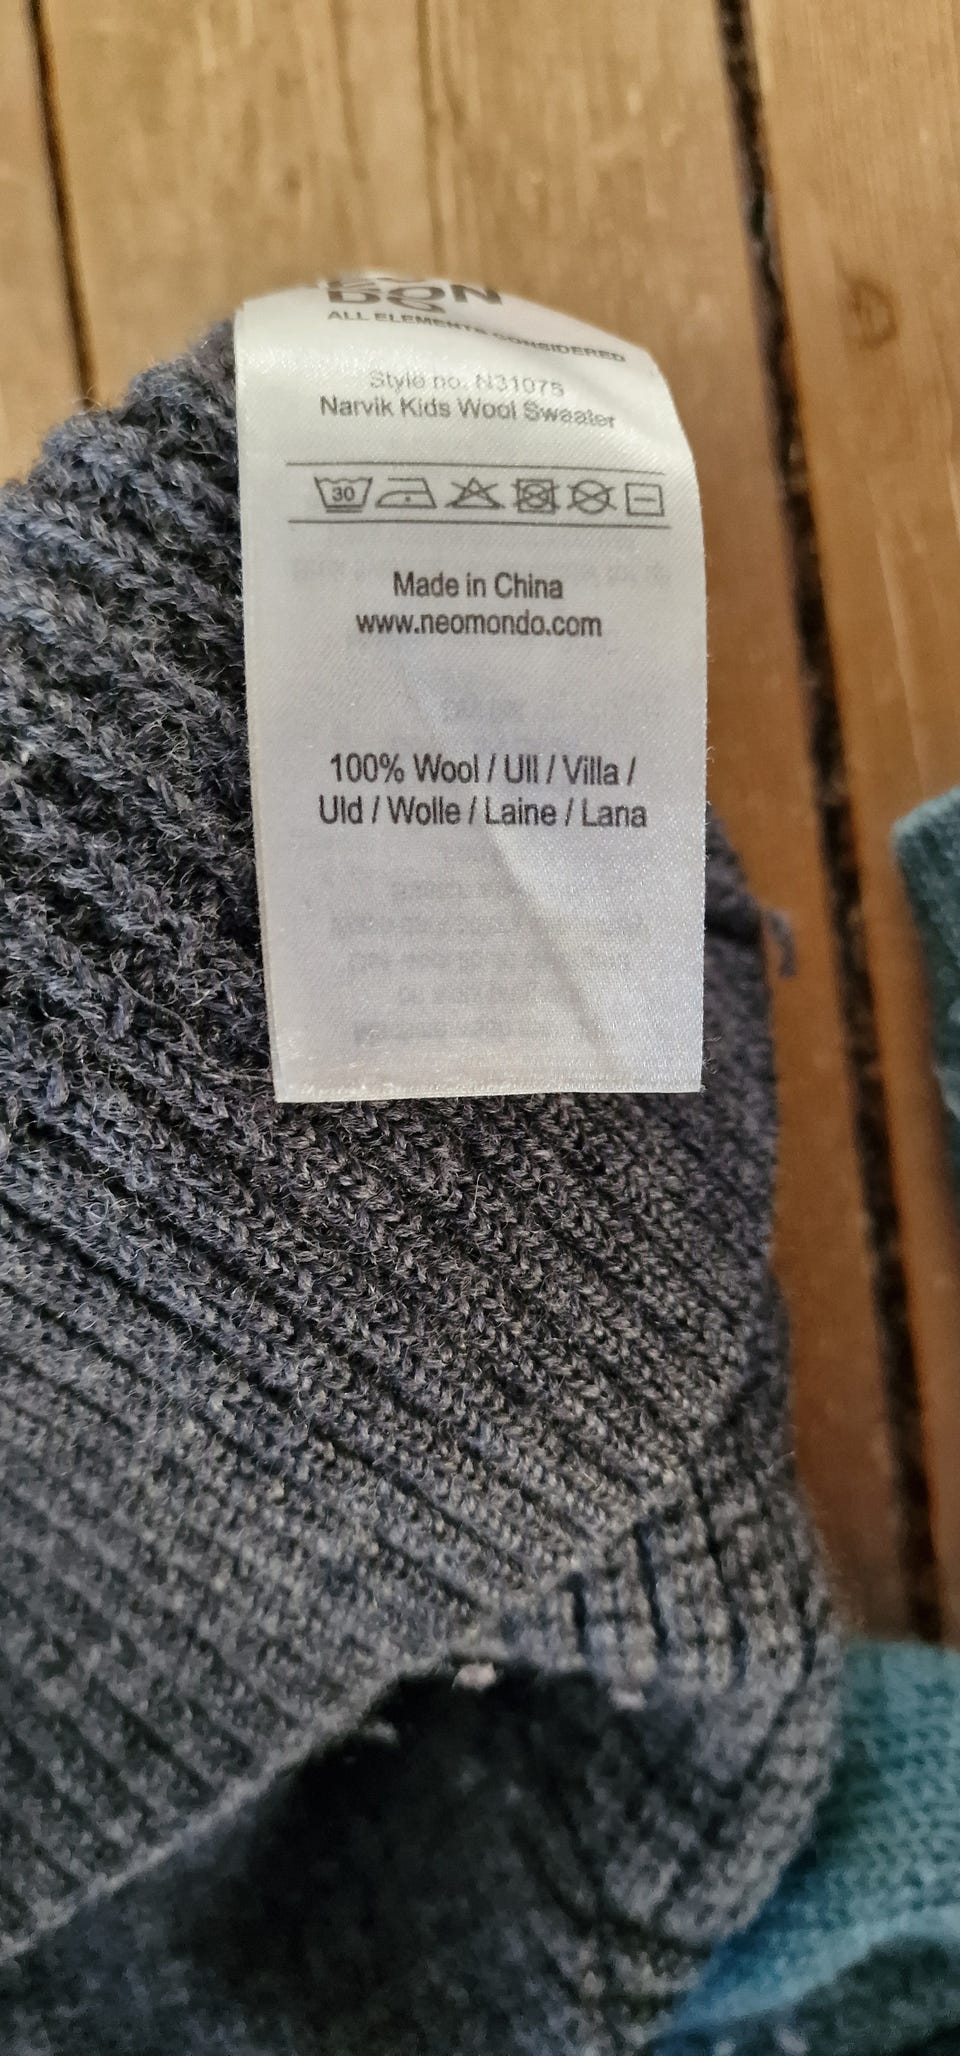 DON
ALL ELEMENTS CONSIDERED
Style no. N31075
Narvik Kids Wool Sweater
30
Made in China
www.neomondo.com
100% Wool / Ull / Villa /
Uld / Wolle / Laine / Lana